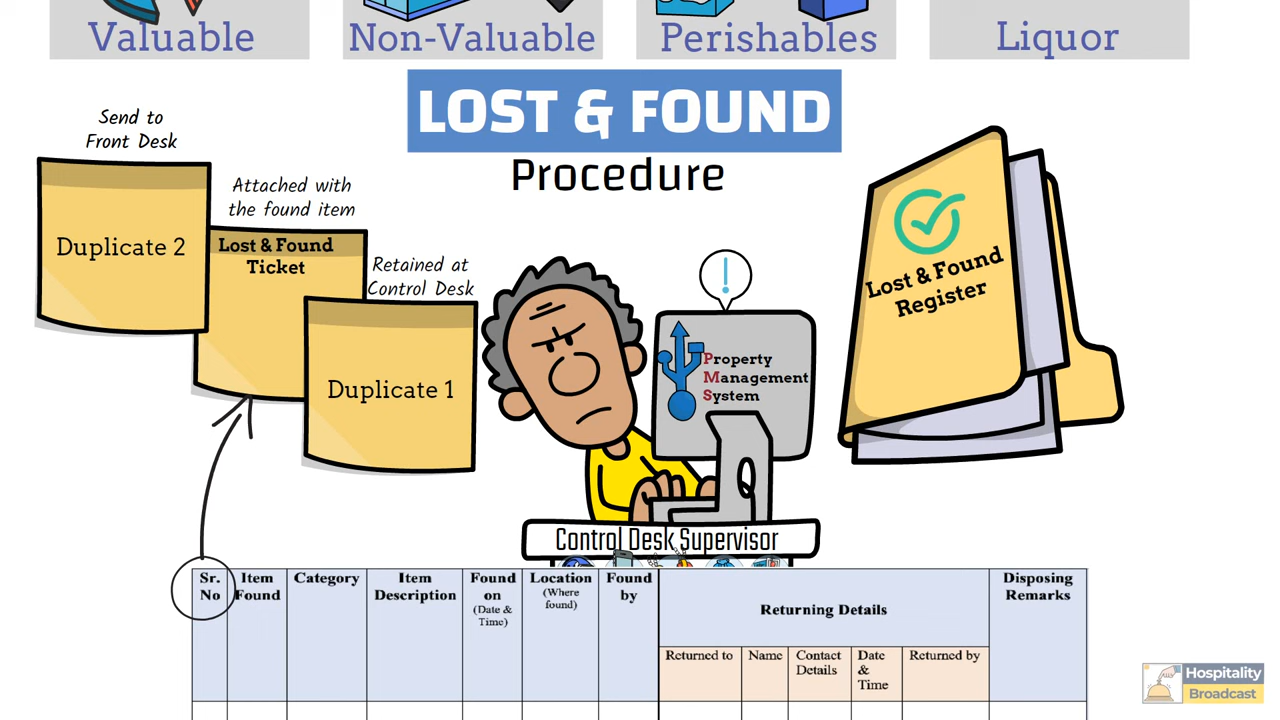 Valuable
Non-Valuable
Perishables
Liquor
LOST & FOUND
Procedure
Send to
Front Desk
Duplicate 2
Attached with
the found item
Lost & Found
Ticket
Retained at
Control Desk
Duplicate 1
!
Property
Management
System
Lost & Found
Register
Control Desk Supervisor
Sr.
No
Item
Found
Category
Item
Description
Found
on
(Date &
Time)
Location
(Where
found)
Found
by
Returning Details
Returned to
Name
Contact
Details
Date
&
Time
Returned by
Disposing
Remarks
Hospitality
Broadcast